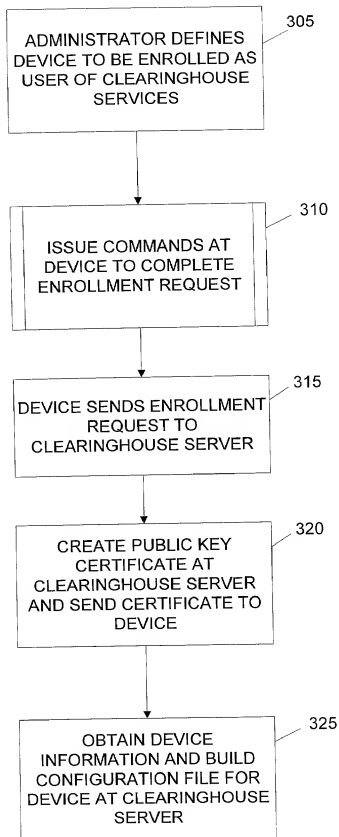 305
ADMINISTRATOR DEFINES
DEVICE TO BE ENROLLED AS
USER OF CLEARINGHOUSE
SERVICES
310
ISSUE COMMANDS AT
DEVICE TO COMPLETE
ENROLLMENT REQUEST
315
DEVICE SENDS ENROLLMENT
REQUEST TO
CLEARINGHOUSE SERVER
320
CREATE PUBLIC KEY
CERTIFICATE AT
CLEARINGHOUSE SERVER
AND SEND CERTIFICATE TO
DEVICE
325
OBTAIN DEVICE
INFORMATION AND BUILD
CONFIGURATION FILE FOR
DEVICE AT CLEARINGHOUSE
SERVER